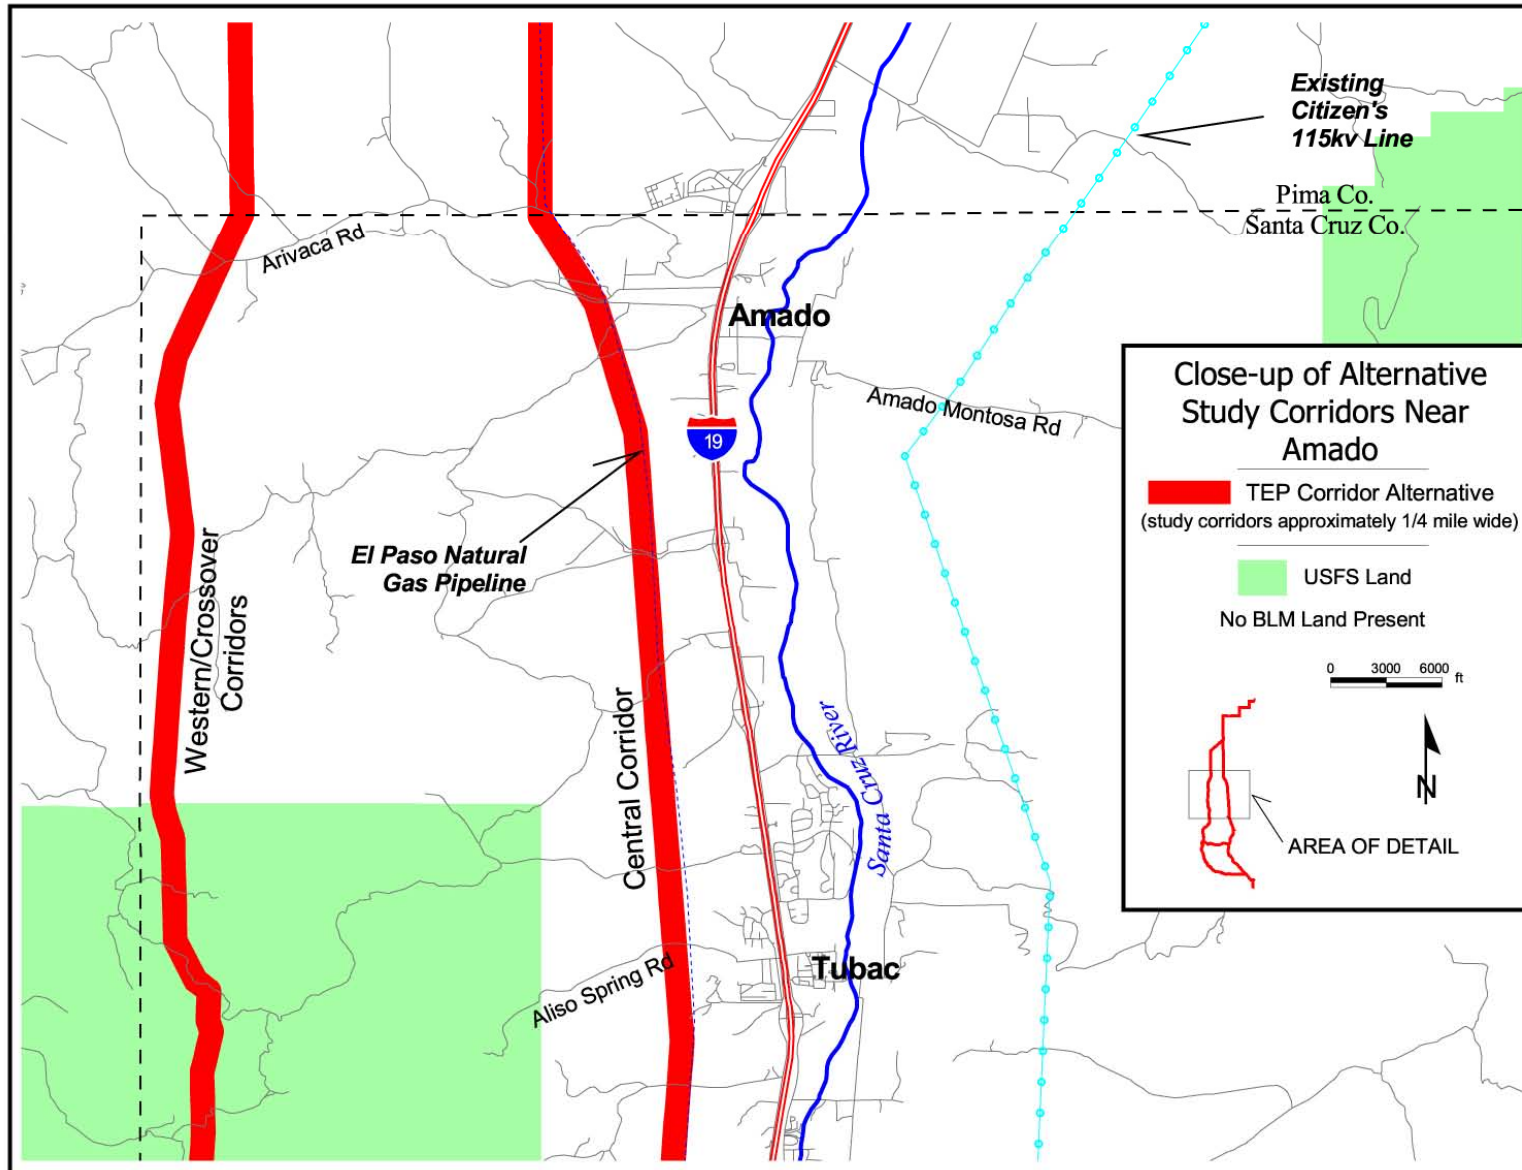 Existing
Citizen's
115kv Line
Pima Co.
Santa Cruz Co.
Arivaca Rd
Amado
Amado Montosa Rd
19
El Paso Natural
Gas Pipeline
Western/Crossover
Corridors
Central Corridor
Santa Cruz River
Aliso Spring Rd
Tubac
Close-up of Alternative
Study Corridors Near
Amado
TEP Corridor Alternative
(study corridors approximately 1/4 mile wide)
USFS Land
No BLM Land Present
0 3000 6000 ft
N
AREA OF DETAIL